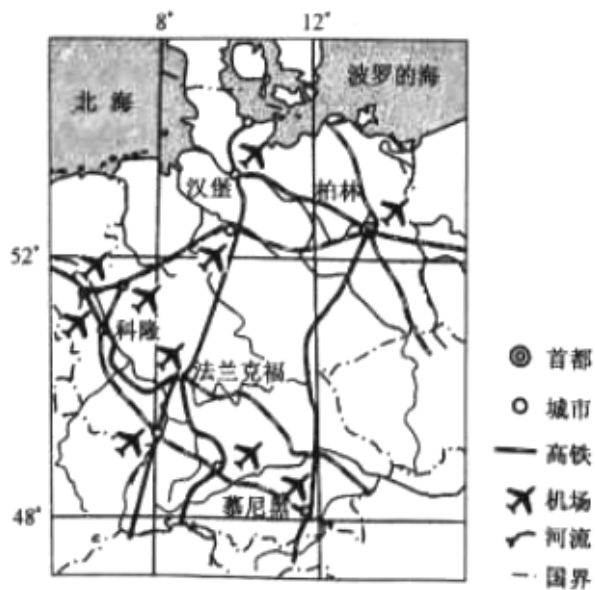 8°
12°
北海
波罗的海
汉堡
柏林
52°
科隆
法兰克福
慕尼黑
48°
首都
城市
高铁
机场
河流
国界